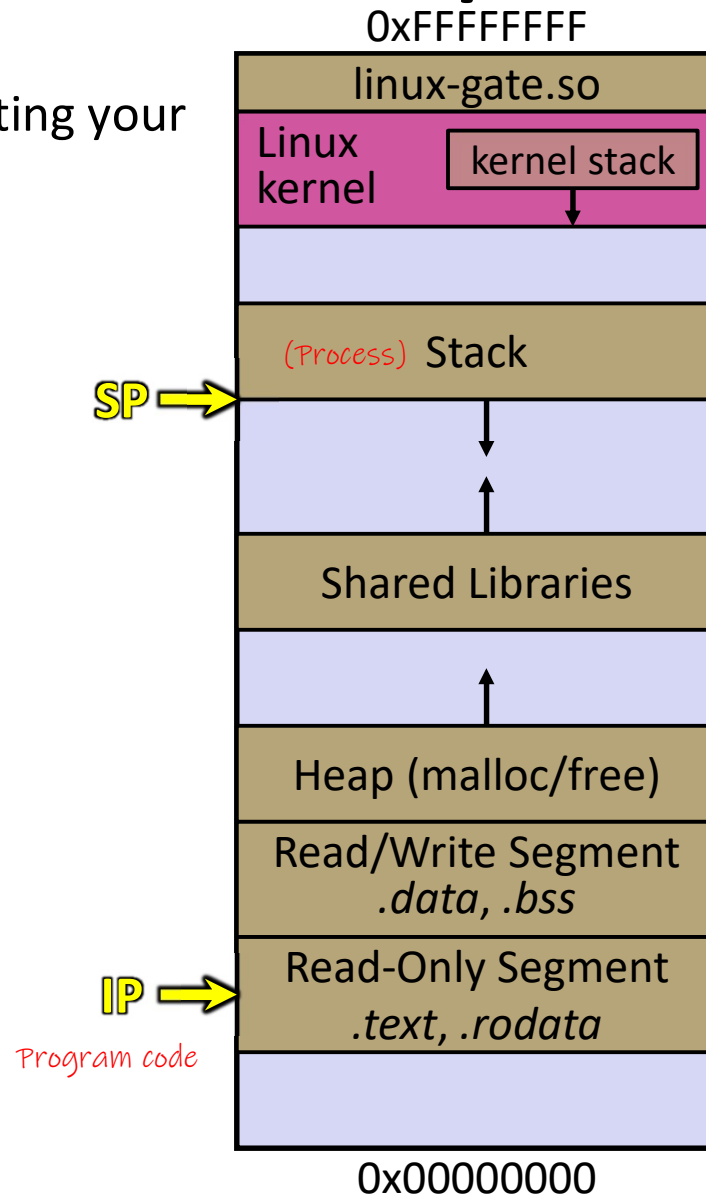 0xFFFFFFFF
linux-gate.so
ting your
Linux
kernel
kernel stack
(Process) Stack
SP
Shared Libraries
Heap (malloc/free)
Read/Write Segment
.data, .bss
Read-Only Segment
IP
.text, .rodata
Program code
0x00000000